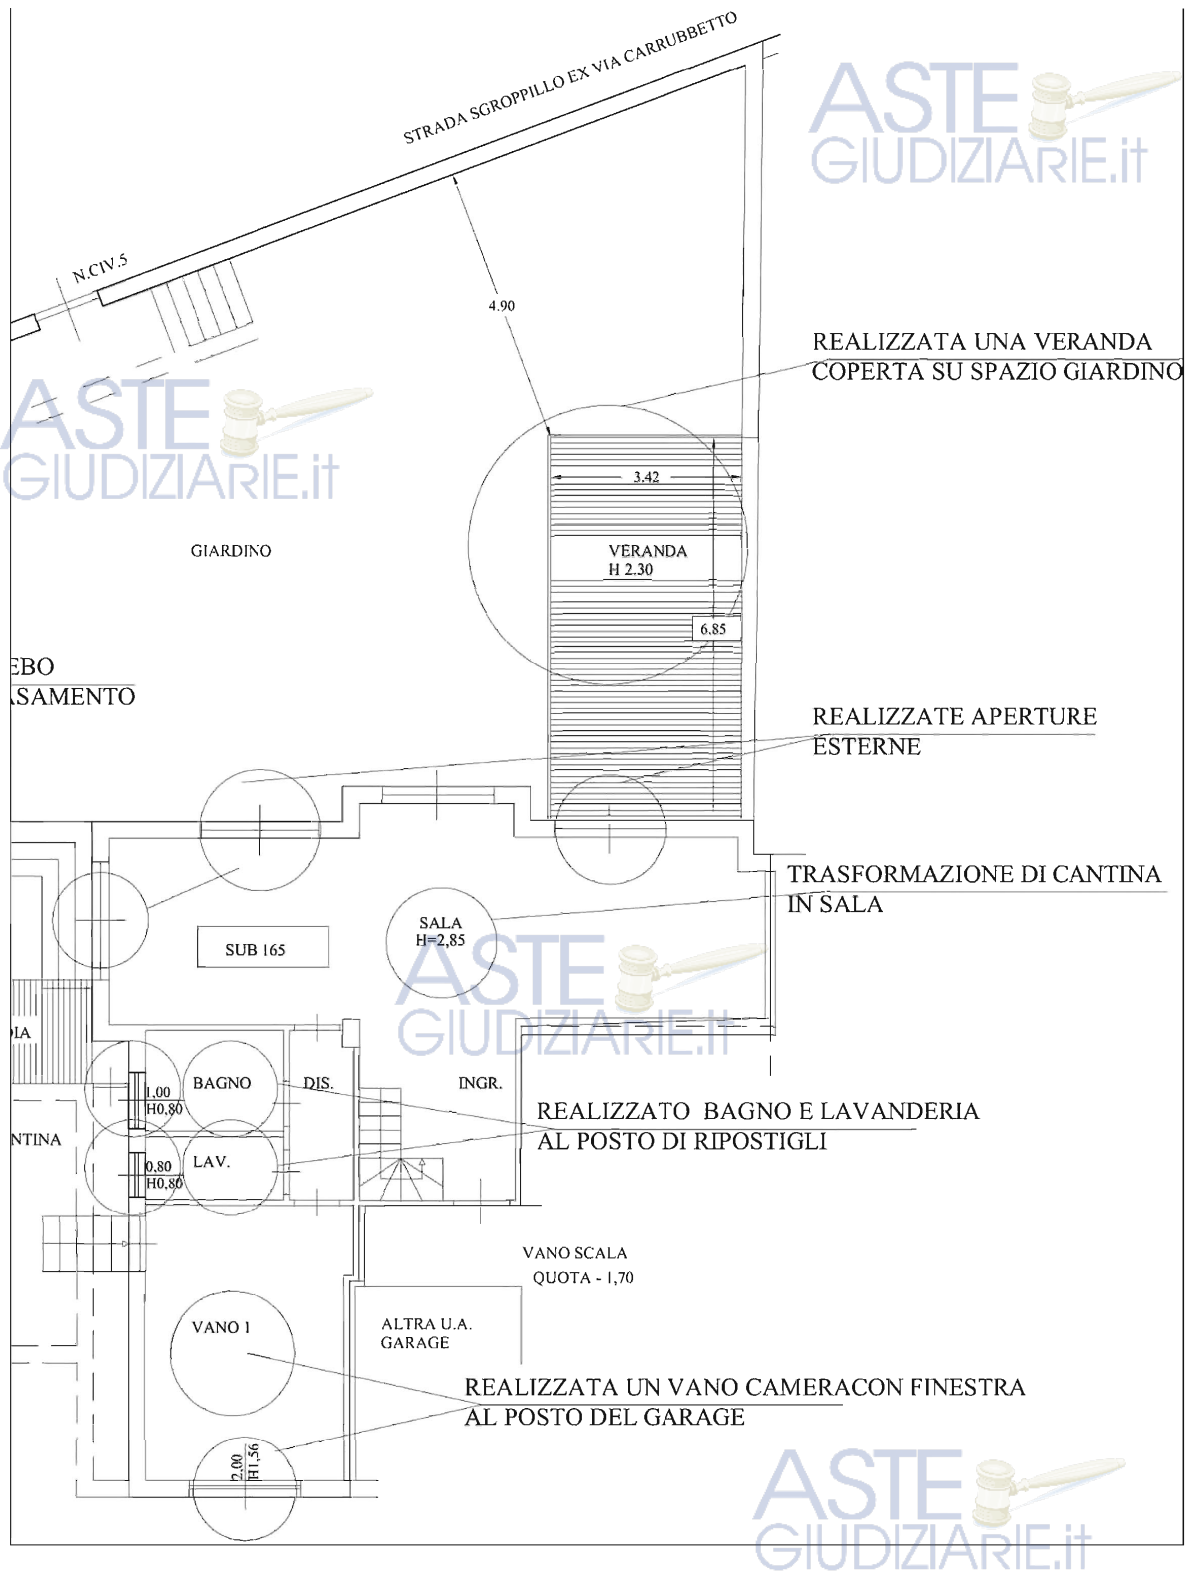 STRADA SGROPPILLO EX VIA CARRUBBETTO
ASTE
GIUDIZIARIE.it
N.CIV.5
4.90
REALIZZATA UNA VERANDA
COPERTA SU SPAZIO GIARDINO
ASTE
GIUDIZIARIE.it
3.42
GIARDINO
VERANDA
H 2.30
6.85
EBO
ASAMENTO
REALIZZATE APERTURE
ESTERNE
TRASFORMAZIONE DI CANTINA
IN SALA
SALA
H=2,85
SUB 165
ASTE
GIUDIZIARIE.it
DIA
BAGNO
DIS.
INGR.
1,00
H0,80
REALIZZATO BAGNO E LAVANDERIA
AL POSTO DI RIPOSTIGLI
NTINA
LAV.
0,80
H0,80
VANO SCALA
QUOTA - 1,70
VANO 1
ALTRA U.A.
GARAGE
REALIZZATA UN VANO CAMERACON FINESTRA
AL POSTO DEL GARAGE
2,00
H1,56
ASTE
GIUDIZIARIE.it